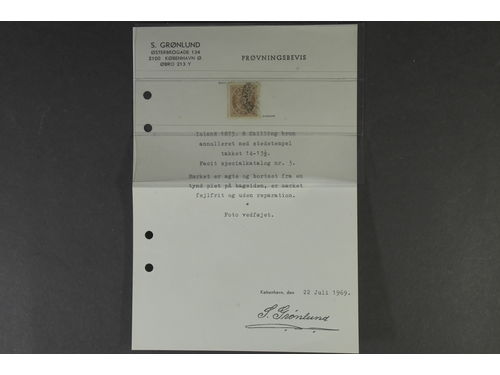 S. GRØNLUND
ØSTERBROGADE 134
2100 KØBENHAVN Ø
ØBRO 213 Y
PRØVNINGSBEVIS
Island 1873. 8 Skilling brun
annulleret med stedstempel
takket 14-13½.
Facit specialkatalog nr. 3.
Mærket er ægte og bortset fra en
tynd plet på bagsiden, er mærket
fejlfrit og uden reparation.
Foto vedføjet.
København, den 22 Juli 1969.
S. Grønlund